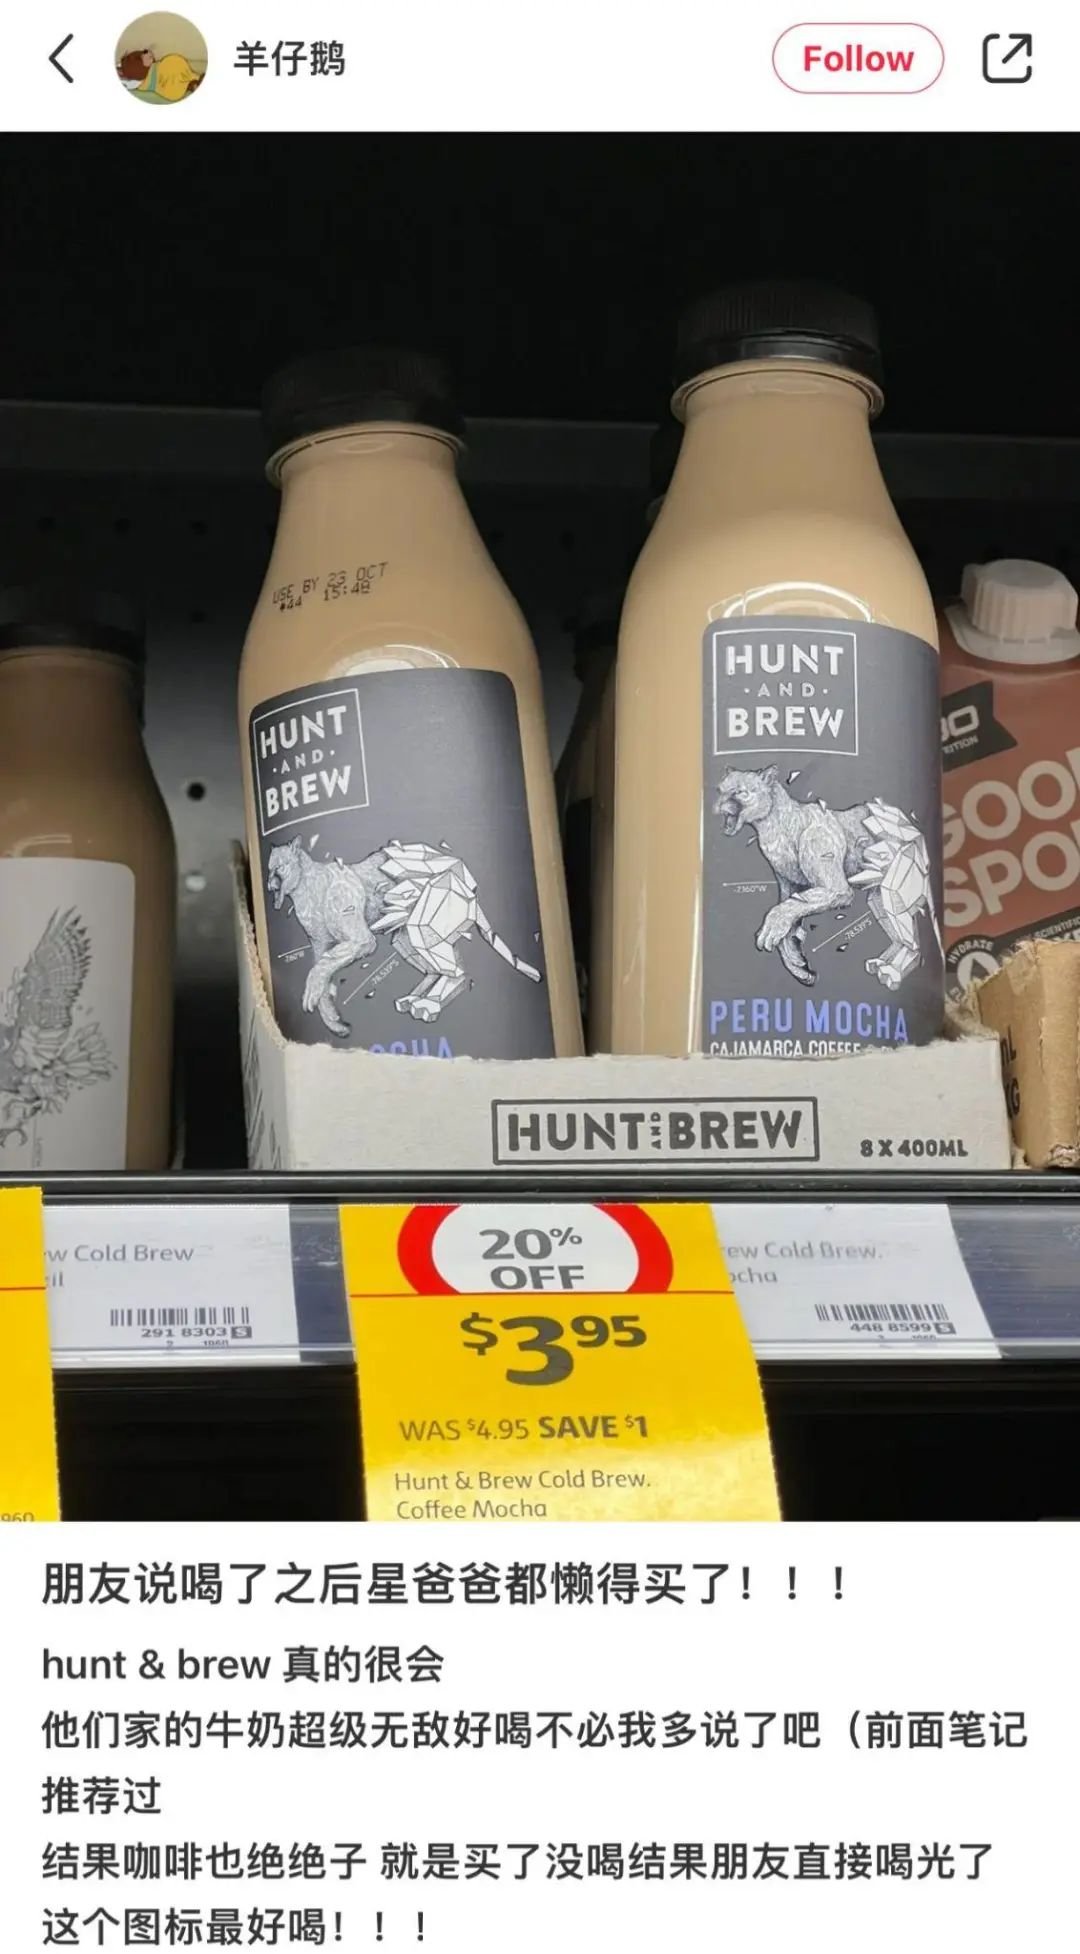 羊仔鹅
Follow
USE BY 23 OCT
15:48
HUNT
·AND·
BREW
HUNT
·AND·
BREW
PERU MOCHA
CAJAMARCA COFFEE
HYDRATE
HUNT AND BREW
8 X 400ML
Cold Brew
291 8303 S
20% OFF
$3.95
WAS $4.95 SAVE $1
Hunt & Brew Cold Brew.
Coffee Mocha
Cold Brew.
448 8599 S
朋友说喝了之后星爸爸都懒得买了！！！
hunt & brew 真的很会
他们家的牛奶超级无敌好喝不必我多说了吧（前面笔记
推荐过
结果咖啡也绝绝子 就是买了没喝结果朋友直接喝光了
这个图标最好喝！！！